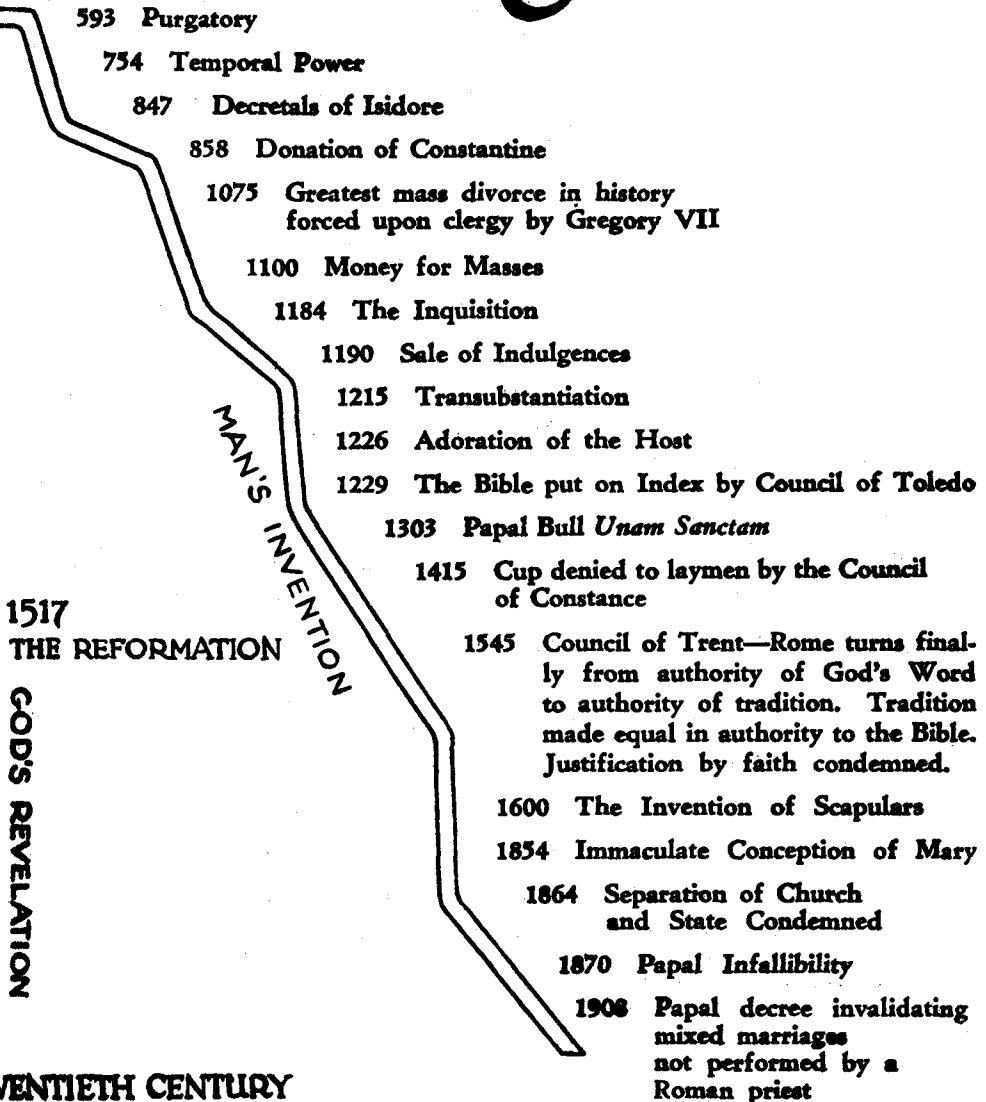 593 Purgatory
754 Temporal Power
847 Decretals of Isidore
858 Donation of Constantine
1075 Greatest mass divorce in history
forced upon clergy by Gregory VII
1100 Money for Masses
1184 The Inquisition
1190 Sale of Indulgences
1215 Transubstantiation
1226 Adoration of the Host
1229 The Bible put on Index by Council of Toledo
1303 Papal Bull Unam Sanctam
1415 Cup denied to laymen by the Council
of Constance
MAN'S INVENTION
1517
THE REFORMATION
1545 Council of Trent—Rome turns final-
ly from authority of God's Word
to authority of tradition. Tradition
made equal in authority to the Bible.
Justification by faith condemned.
GOD'S REVELATION
1600 The Invention of Scapulars
1854 Immaculate Conception of Mary
1864 Separation of Church
and State Condemned
1870 Papal Infallibility
1908 Papal decree invalidating
mixed marriages
not performed by a
Roman priest
VENTIETH CENTURY